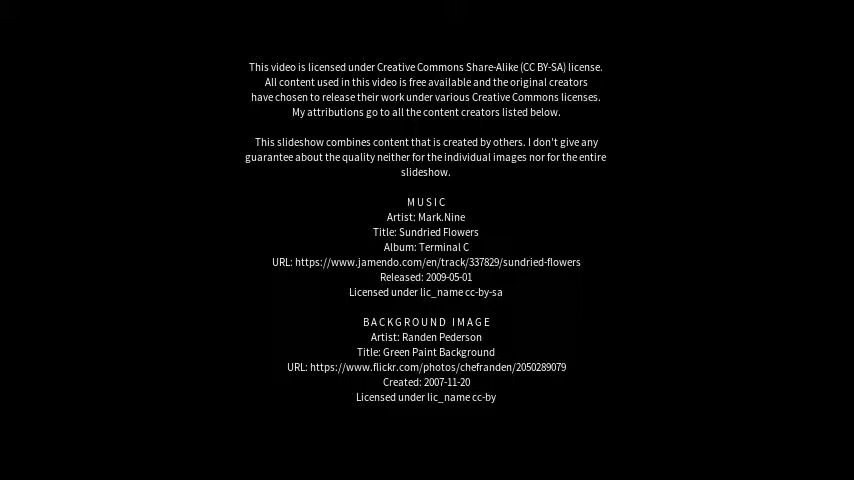 This video is licensed under Creative Commons Share-Alike (CC BY-SA) license.
All content used in this video is free available and the original creators
have chosen to release their work under various Creative Commons licenses.
My attributions go to all the content creators listed below.
This slideshow combines content that is created by others. I don't give any
guarantee about the quality neither for the individual images nor for the entire
slideshow.
MUSIC
Artist: Mark.Nine
Title: Sundried Flowers
Album: Terminal C
URL: https://www.jamendo.com/en/track/337829/sundried-flowers
Released: 2009-05-01
Licensed under lic_name cc-by-sa
BACKGROUND IMAGE
Artist: Randen Pederson
Title: Green Paint Background
URL: https://www.flickr.com/photos/chefranden/2050289079
Created: 2007-11-20
Licensed under lic_name cc-by